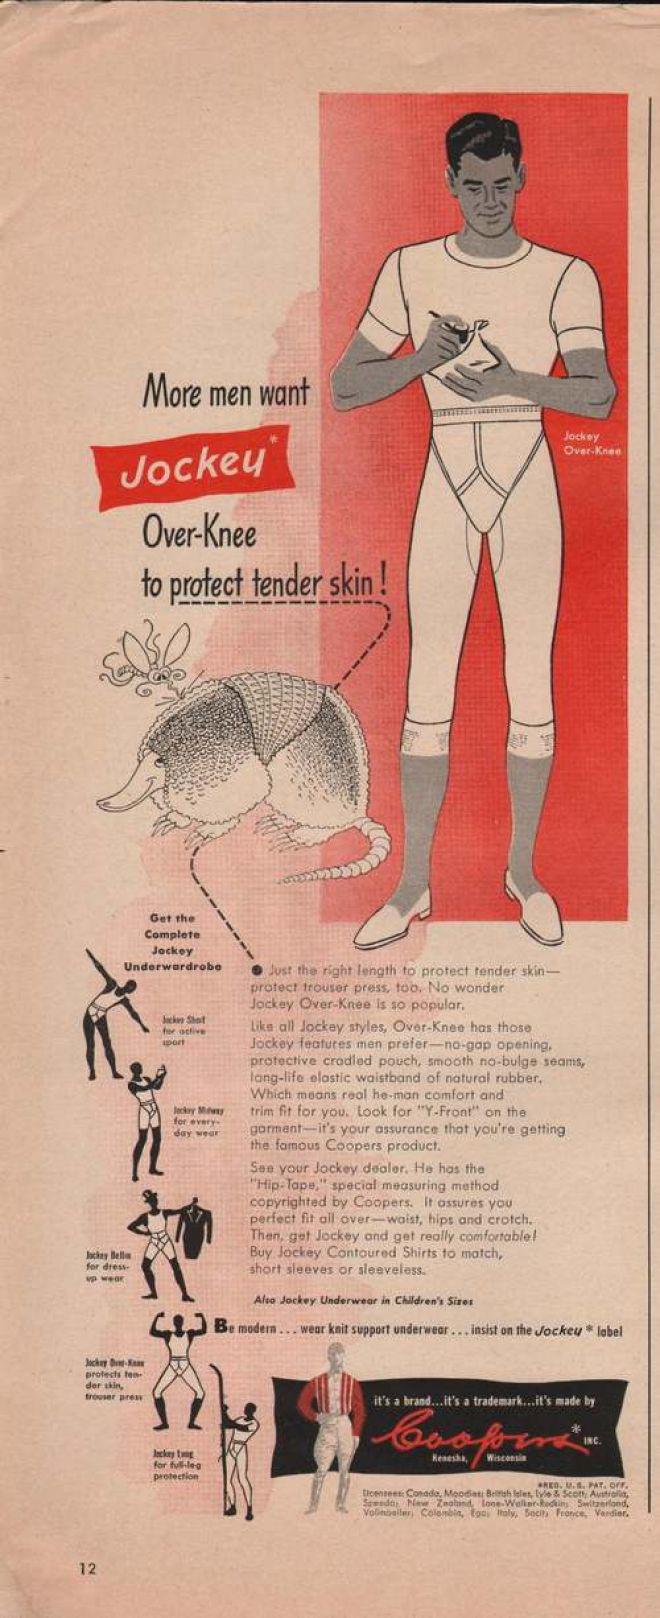 More men want
Jockey*
Over-Knee
to protect tender skin!
Jockey
Over-Knee
Get the
Complete
Jockey
Underwardrobe
Jockey Short
for active
sport
Jockey Midway
for every-
day wear
Jockey Bellin
for dress-
up wear
Jockey Over-Knee
protects ten-
der skin,
trouser press
Jockey Long
for full-leg
protection
● Just the right length to protect tender skin—
protect trouser press, too. No wonder
Jockey Over-Knee is so popular.
Like all Jockey styles, Over-Knee has those
Jockey features men prefer—no-gap opening,
protective cradled pouch, smooth no-bulge seams,
long-life elastic waistband of natural rubber.
Which means real he-man comfort and
trim fit for you. Look for "Y-Front" on the
garment—it's your assurance that you're getting
the famous Coopers product.
See your Jockey dealer. He has the
"Hip-Tape," special measuring method
copyrighted by Coopers. It assures you
perfect fit all over—waist, hips and crotch.
Then, get Jockey and get really comfortable!
Buy Jockey Contoured Shirts to match,
short sleeves or sleeveless.
Also Jockey Underwear in Children's Sizes
Be modern... wear knit support underwear... insist on the Jockey* label
it's a brand...it's a trademark...it's made by
Coopers* INC.
Kenosha, Wisconsin
*REG. U. S. PAT. OFF.
Licensees: Canada, Moodies; British Isles, Lyle & Scott; Australia,
Speedo; New Zealand, Lane-Walker-Rudkin; Switzerland,
Vollmoeller; Colombia, Ego; Italy, Sacit; France, Verdier.
12